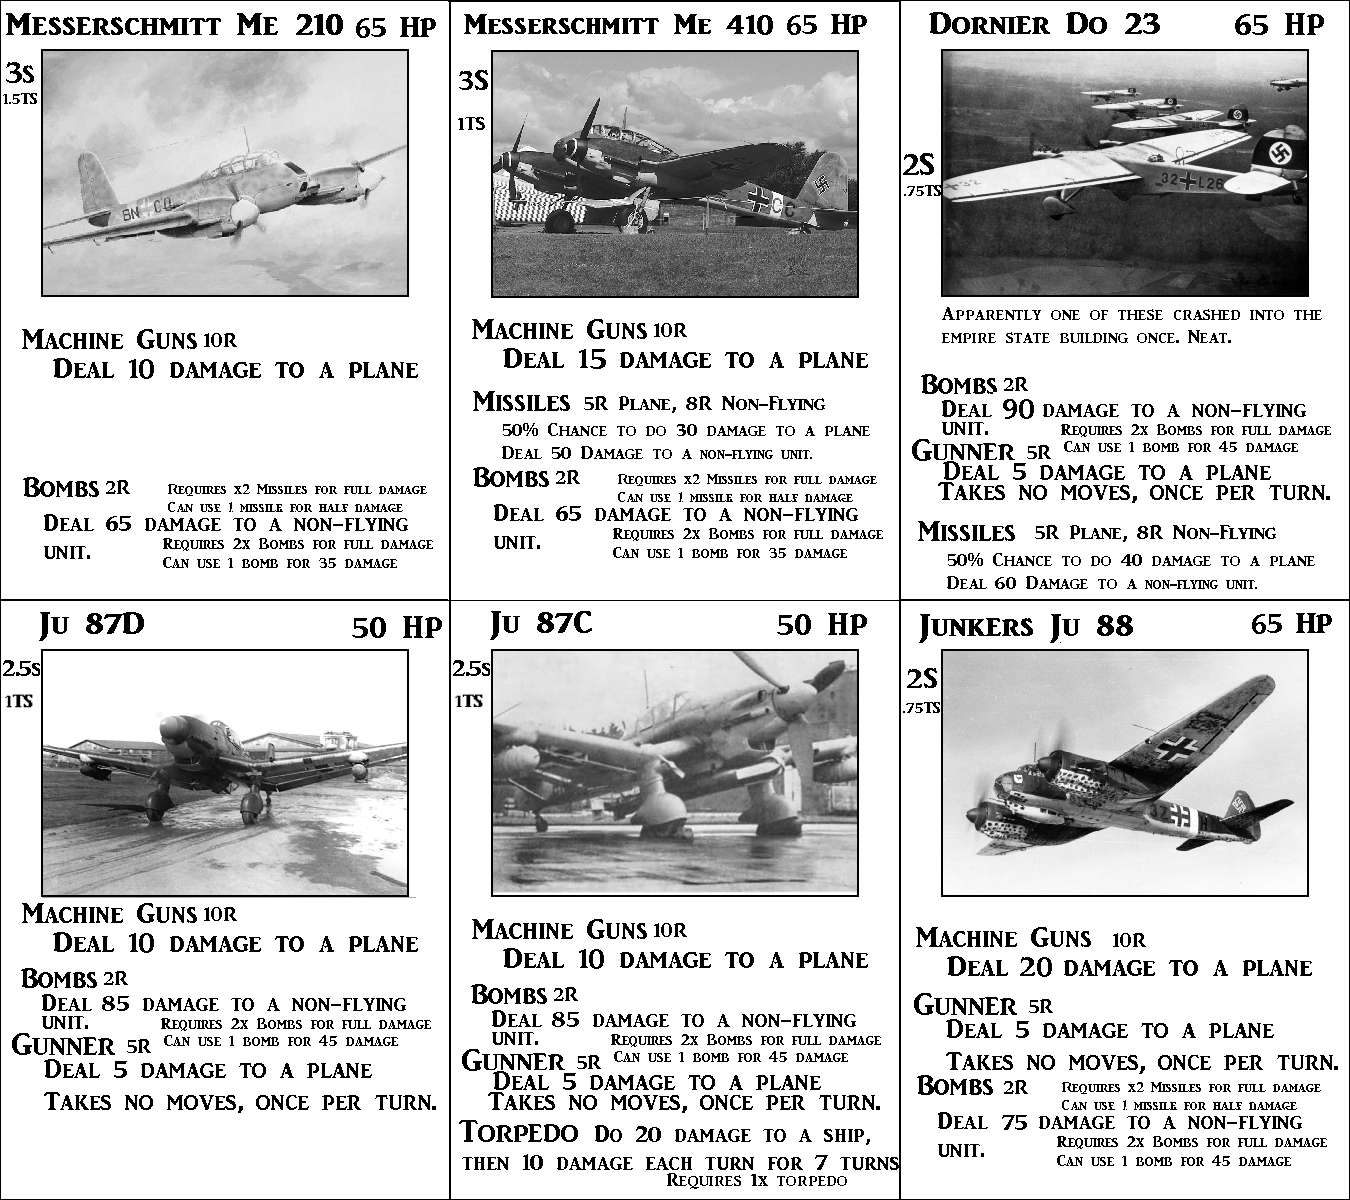 Messerschmitt Me 210 65 HP
3S
1.5TS
BN CQ
Machine Guns 10R
Deal 10 damage to a plane
Bombs 2R
Requires x2 Missiles for full damage
Can use 1 missile for half damage
Deal 65 damage to a non-flying
unit.
Requires 2x Bombs for full damage
Can use 1 bomb for 35 damage
Messerschmitt Me 410 65 HP
3S
1TS
C C
Machine Guns 10R
Deal 15 damage to a plane
Missiles 5R Plane, 8R Non-Flying
50% Chance to do 30 damage to a plane
Deal 50 Damage to a non-flying unit.
Bombs 2R
Requires x2 Missiles for full damage
Can use 1 missile for half damage
Deal 65 damage to a non-flying
unit.
Requires 2x Bombs for full damage
Can use 1 bomb for 35 damage
Dornier Do 23 65 HP
2S
.75TS
32 L26
Apparently one of these crashed into the
empire state building once. Neat.
Bombs 2R
Deal 90 damage to a non-flying
unit. Requires 2x Bombs for full damage
Gunner 5R Can use 1 bomb for 45 damage
Deal 5 damage to a plane
Takes no moves, once per turn.
Missiles 5R Plane, 8R Non-Flying
50% Chance to do 40 damage to a plane
Deal 60 Damage to a non-flying unit.
Ju 87D 50 HP
2.5s
1TS
Machine Guns 10R
Deal 10 damage to a plane
Bombs 2R
Deal 85 damage to a non-flying
unit. Requires 2x Bombs for full damage
Gunner 5R Can use 1 bomb for 45 damage
Deal 5 damage to a plane
Takes no moves, once per turn.
Ju 87C 50 HP
2.5s
1TS
Machine Guns 10R
Deal 10 damage to a plane
Bombs 2R
Deal 85 damage to a non-flying
unit. Requires 2x Bombs for full damage
Gunner 5R Can use 1 bomb for 45 damage
Deal 5 damage to a plane
Takes no moves, once per turn.
Torpedo Do 20 damage to a ship,
then 10 damage each turn for 7 turns
Requires 1x torpedo
Junkers Ju 88 65 HP
2S
.75TS
Machine Guns 10R
Deal 20 damage to a plane
Gunner 5R
Deal 5 damage to a plane
Takes no moves, once per turn.
Bombs 2R
Requires x2 Missiles for full damage
Can use 1 missile for half damage
Deal 75 damage to a non-flying
unit.
Requires 2x Bombs for full damage
Can use 1 bomb for 45 damage